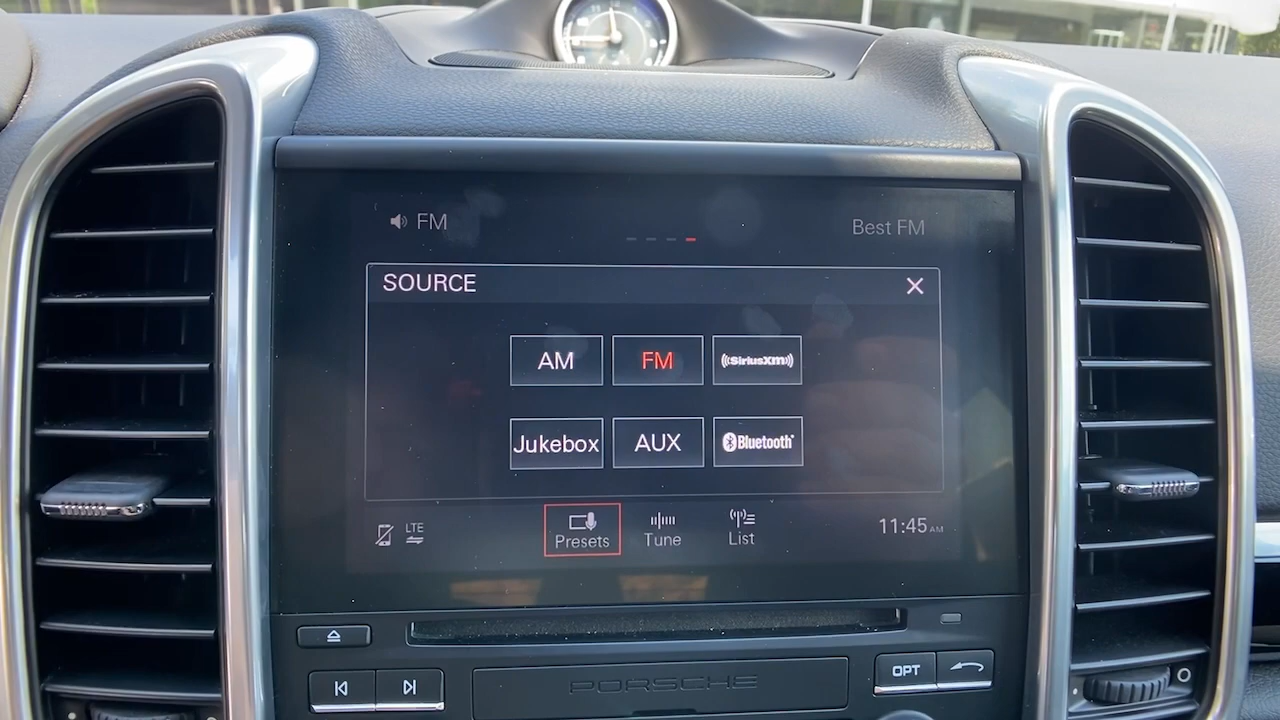 FM
Best FM
SOURCE
AM FM ((SiriusXM))
Jukebox AUX Bluetooth
LTE
Presets Tune List
11:45 AM
OPT
PORSCHE